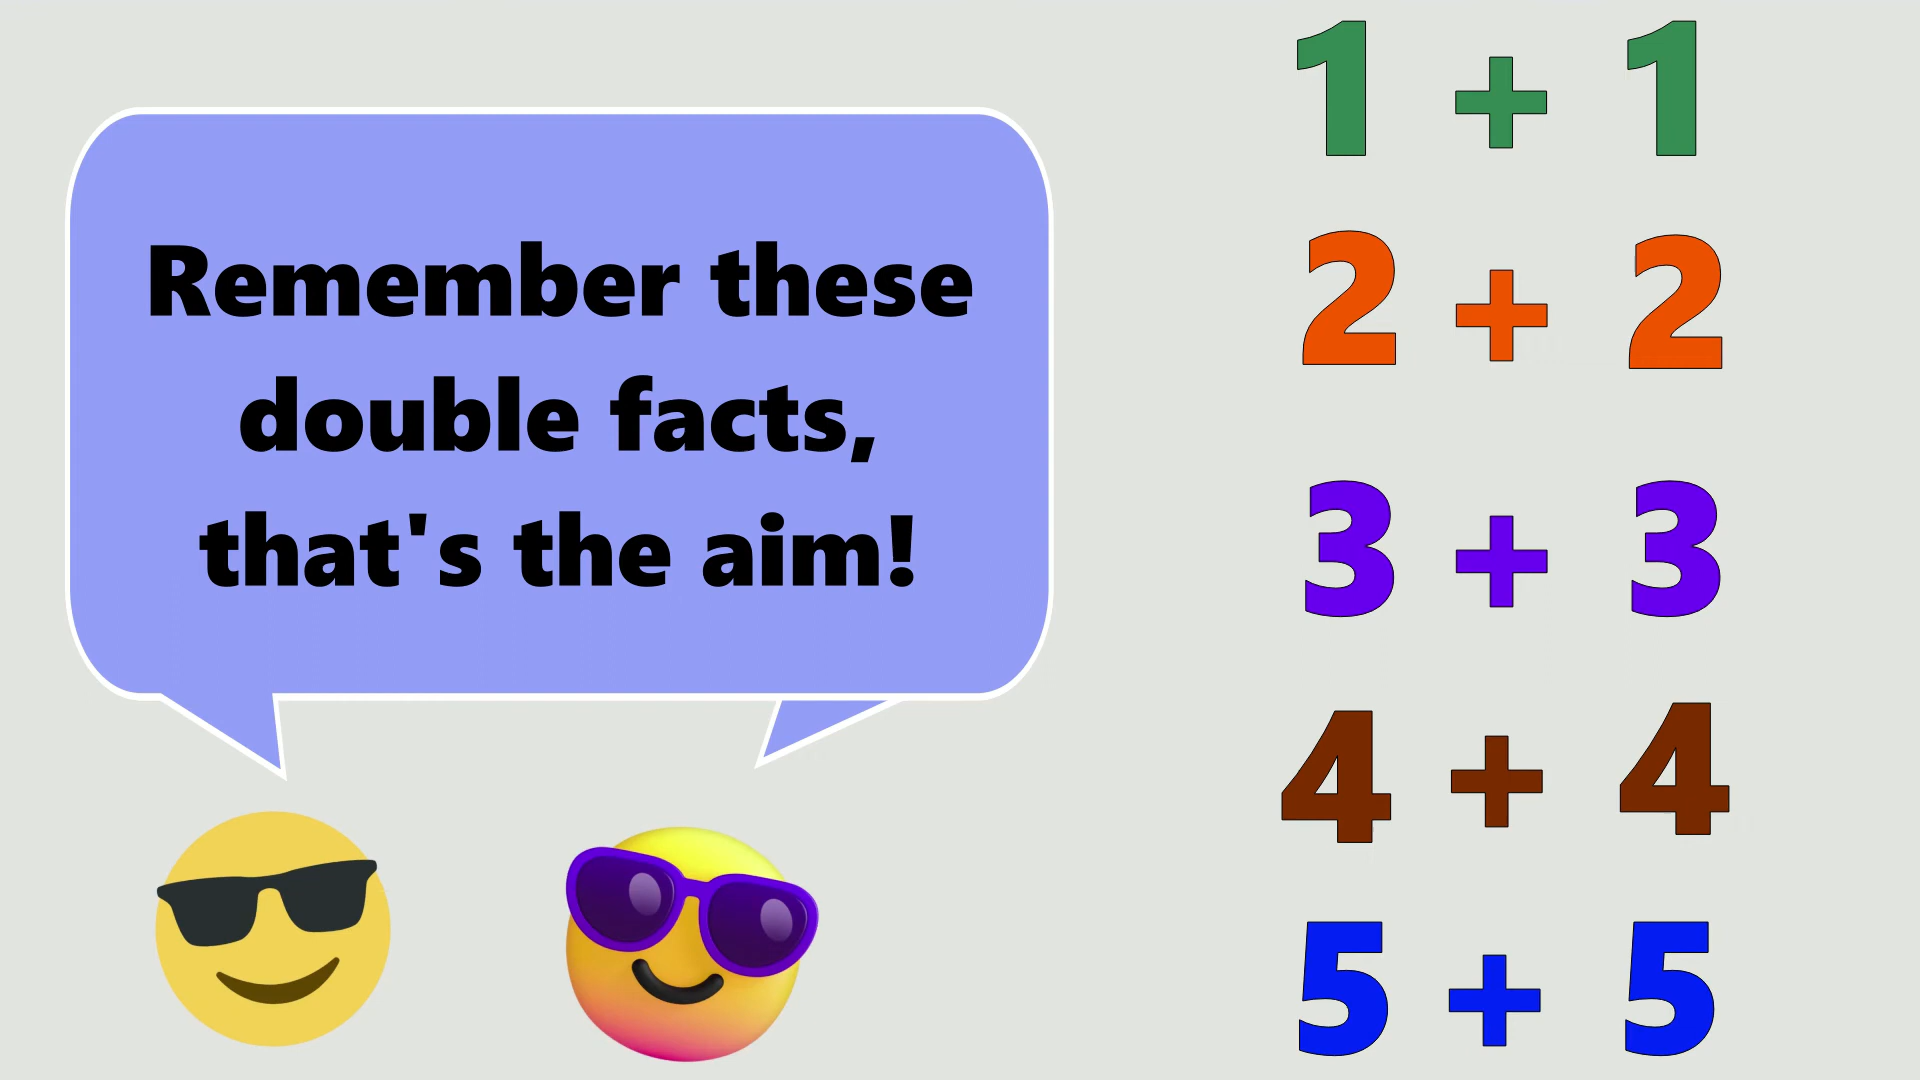 Remember these
double facts,
that's the aim!
1 + 1
2 + 2
3 + 3
4 + 4
5 + 5